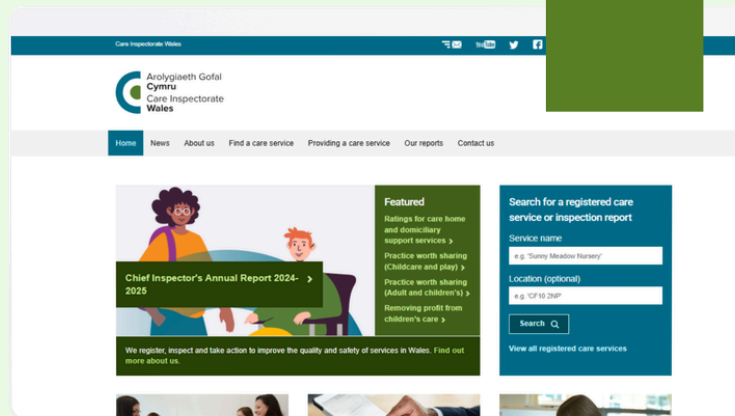 Care Inspectorate Wales
You Tube
Arolygiaeth Gofal
Cymru
Care Inspectorate
Wales
Home News About us Find a care service Providing a care service Our reports Contact us
Chief Inspector's Annual Report 2024-
2025
Featured
Ratings for care home
and domiciliary
support services
Practice worth sharing
(Childcare and play)
Practice worth sharing
(Adult and children's)
Removing profit from
children's care
We register, inspect and take action to improve the quality and safety of services in Wales. Find out
more about us.
Search for a registered care
service or inspection report
Service name
e.g. 'Sunny Meadow Nursery'
Location (optional)
e.g. 'CF10 2NP'
Search
View all registered care services